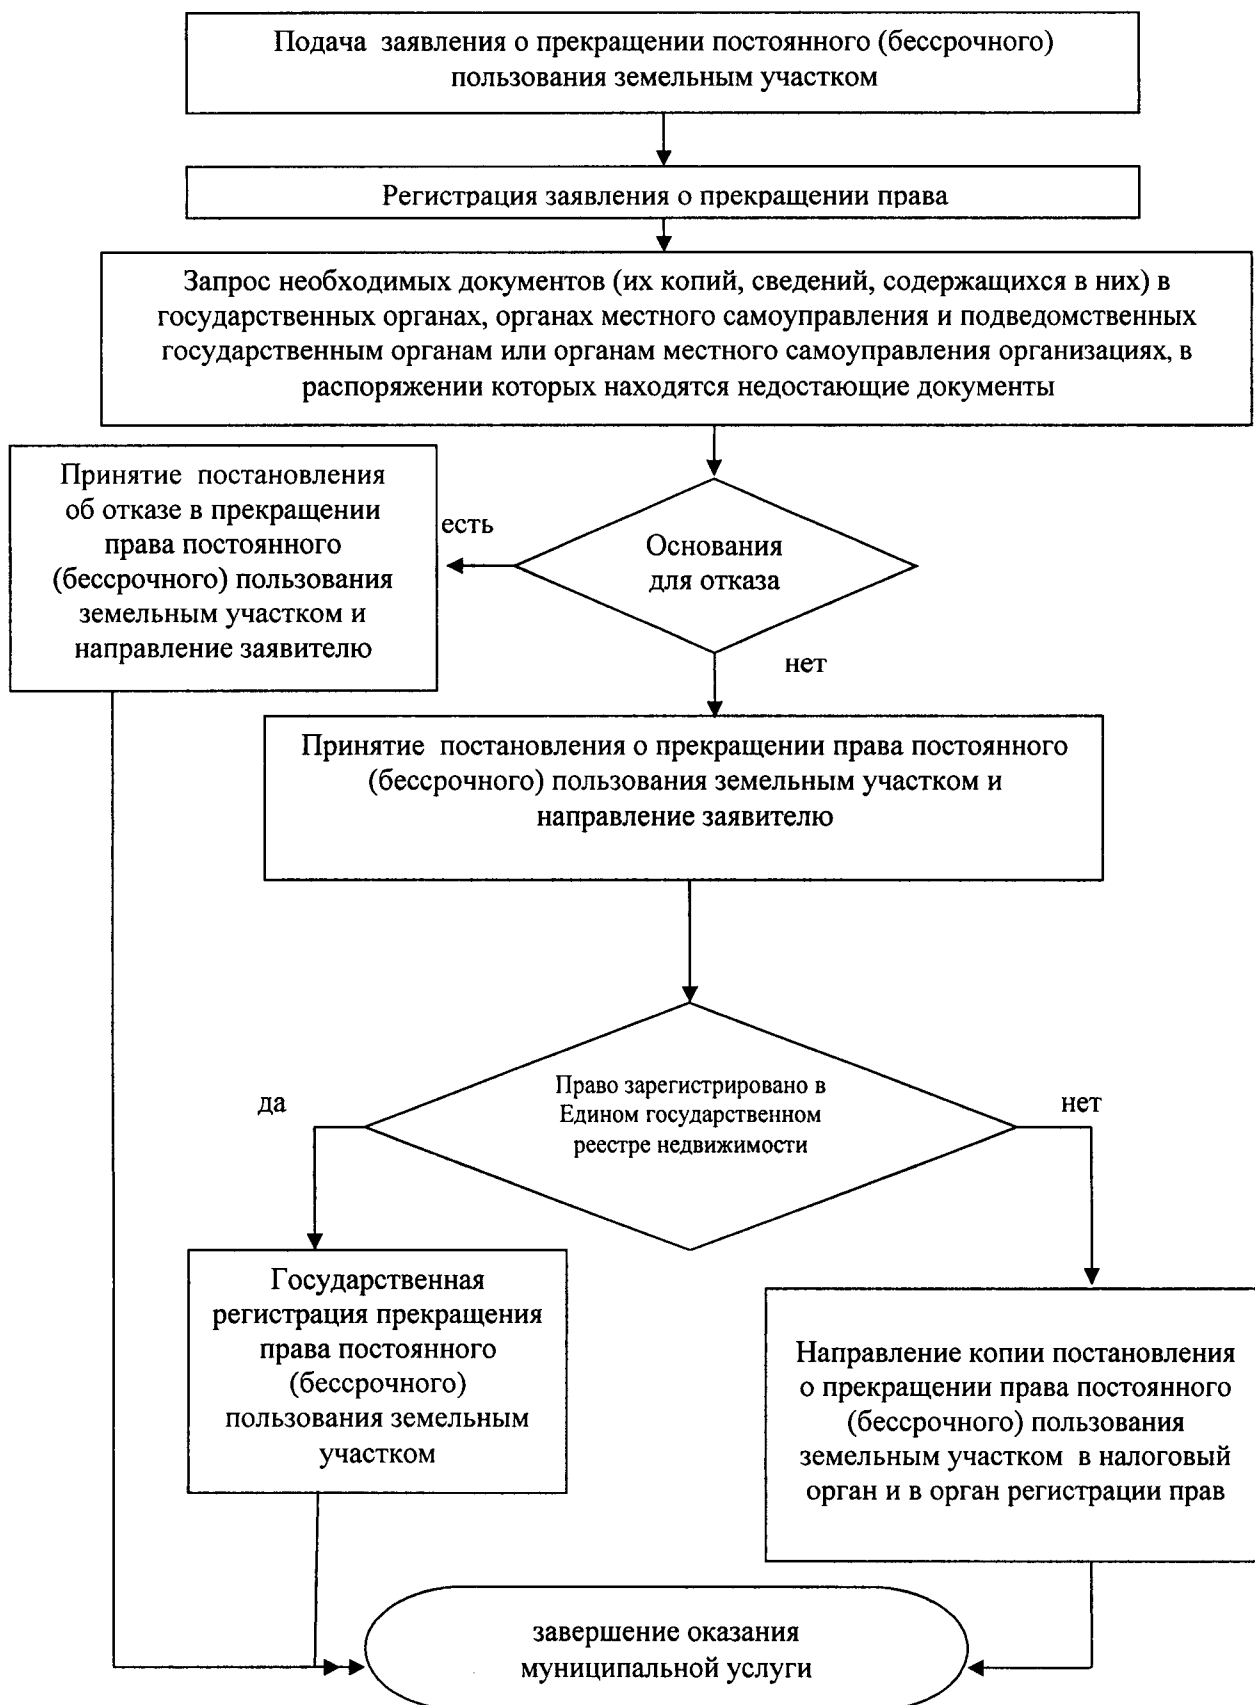 Подача заявления о прекращении постоянного (бессрочного)
пользования земельным участком
Регистрация заявления о прекращении права
Запрос необходимых документов (их копий, сведений, содержащихся в них) в
государственных органах, органах местного самоуправления и подведомственных
государственным органам или органам местного самоуправления организациях, в
распоряжении которых находятся недостающие документы
Принятие постановления
об отказе в прекращении
права постоянного
(бессрочного) пользования
земельным участком и
направление заявителю
есть
Основания
для отказа
нет
Принятие постановления о прекращении права постоянного
(бессрочного) пользования земельным участком и
направление заявителю
да
Право зарегистрировано в
Едином государственном
реестре недвижимости
нет
Государственная
регистрация прекращения
права постоянного
(бессрочного)
пользования земельным
участком
Направление копии постановления
о прекращении права постоянного
(бессрочного) пользования
земельным участком в налоговый
орган и в орган регистрации прав
завершение оказания
муниципальной услуги